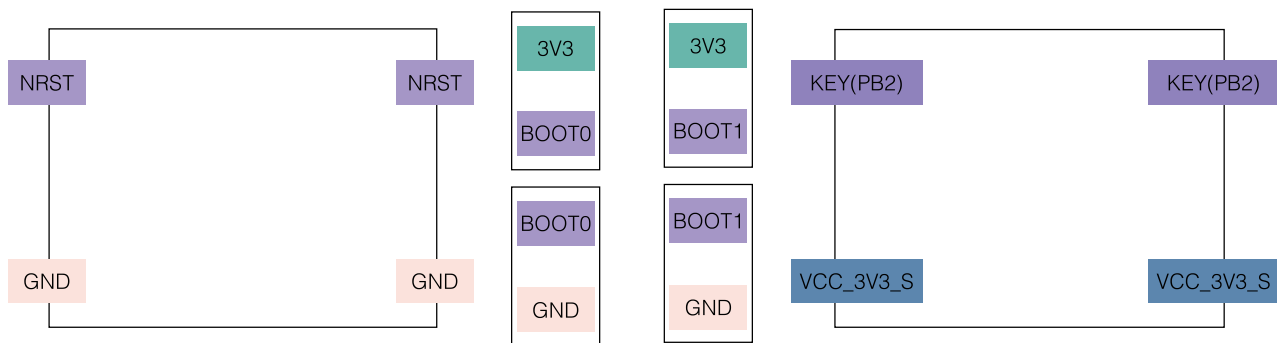 NRST
NRST
GND
GND
3V3
BOOT0
BOOT0
GND
3V3
BOOT1
BOOT1
GND
KEY(PB2)
KEY(PB2)
VCC_3V3_S
VCC_3V3_S